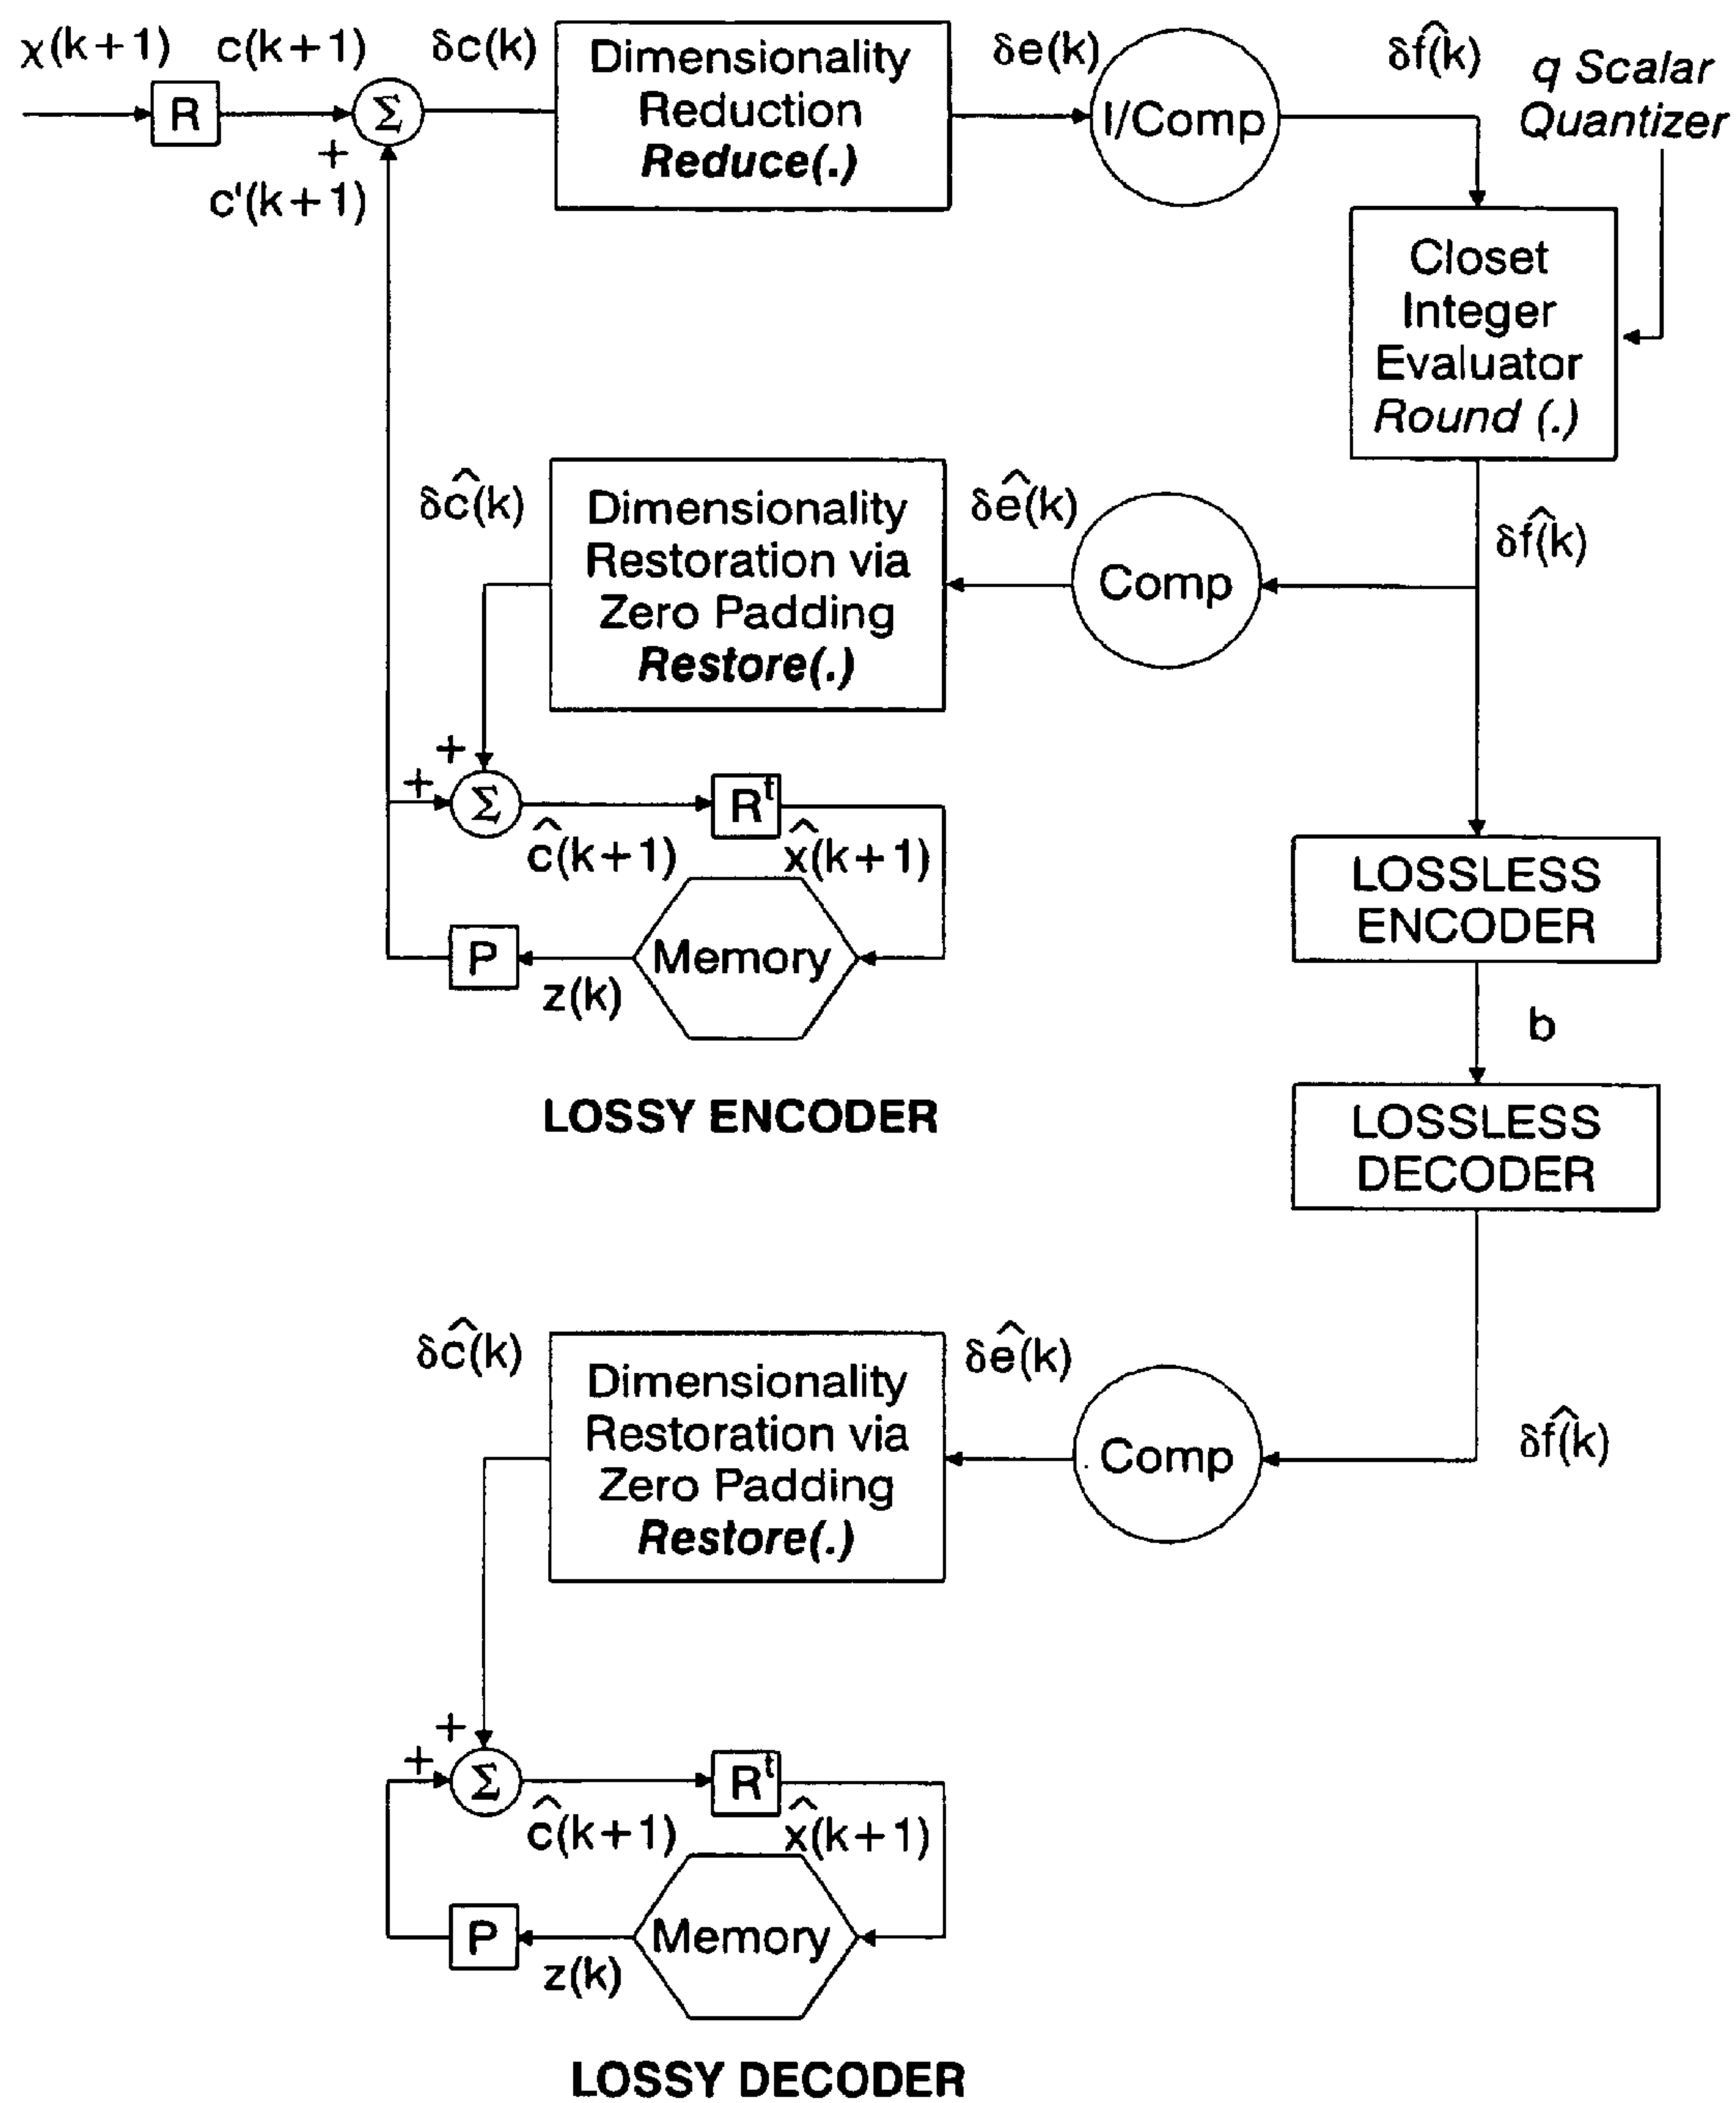 χ(k+1)
c(k+1)
δc(k)
Dimensionality
Reduction
Reduce(.)
δe(k)
I/Comp
δf̂(k)
q Scalar
Quantizer
R
Σ
+
c'(k+1)
Closet
Integer
Evaluator
Round (.)
δĉ(k)
Dimensionality
Restoration via
Zero Padding
Restore(.)
δê(k)
Comp
δf̂(k)
+
+
Σ
R^t
ĉ(k+1)
x̂(k+1)
P
z(k)
Memory
LOSSLESS
ENCODER
b
LOSSY ENCODER
LOSSLESS
DECODER
δĉ(k)
Dimensionality
Restoration via
Zero Padding
Restore(.)
δê(k)
Comp
δf̂(k)
+
+
Σ
R^t
ĉ(k+1)
x̂(k+1)
P
z(k)
Memory
LOSSY DECODER